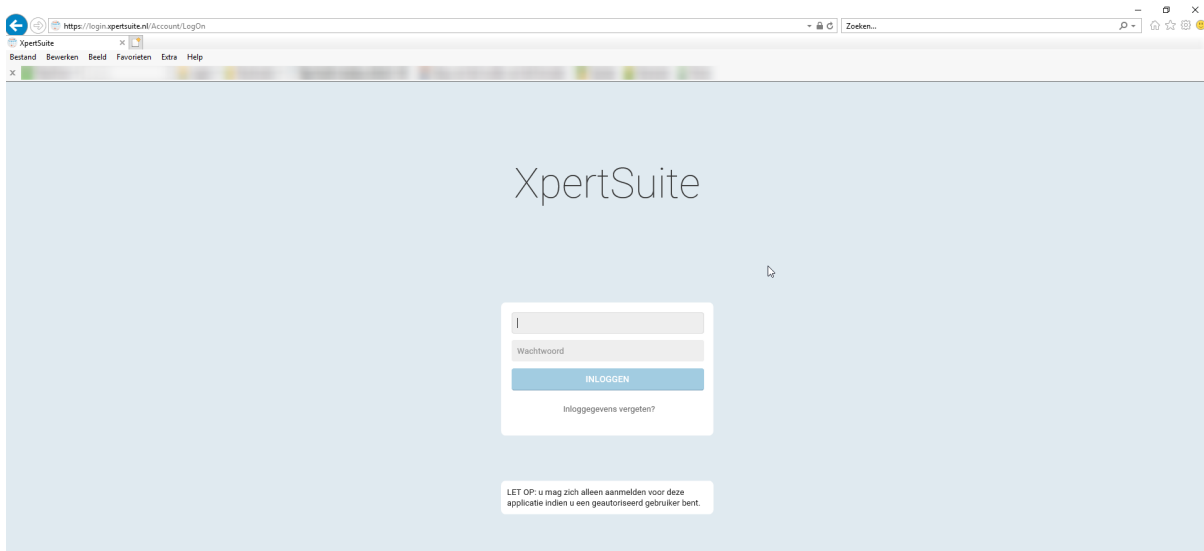 https://login.xpertsuite.nl/Account/LogOn
Zoeken...
XpertSuite
Bestand Bewerken Beeld Favorieten Extra Help
XpertSuite
Wachtwoord
INLOGGEN
Inloggegevens vergeten?
LET OP: u mag zich alleen aanmelden voor deze
applicatie indien u een geautoriseerd gebruiker bent.